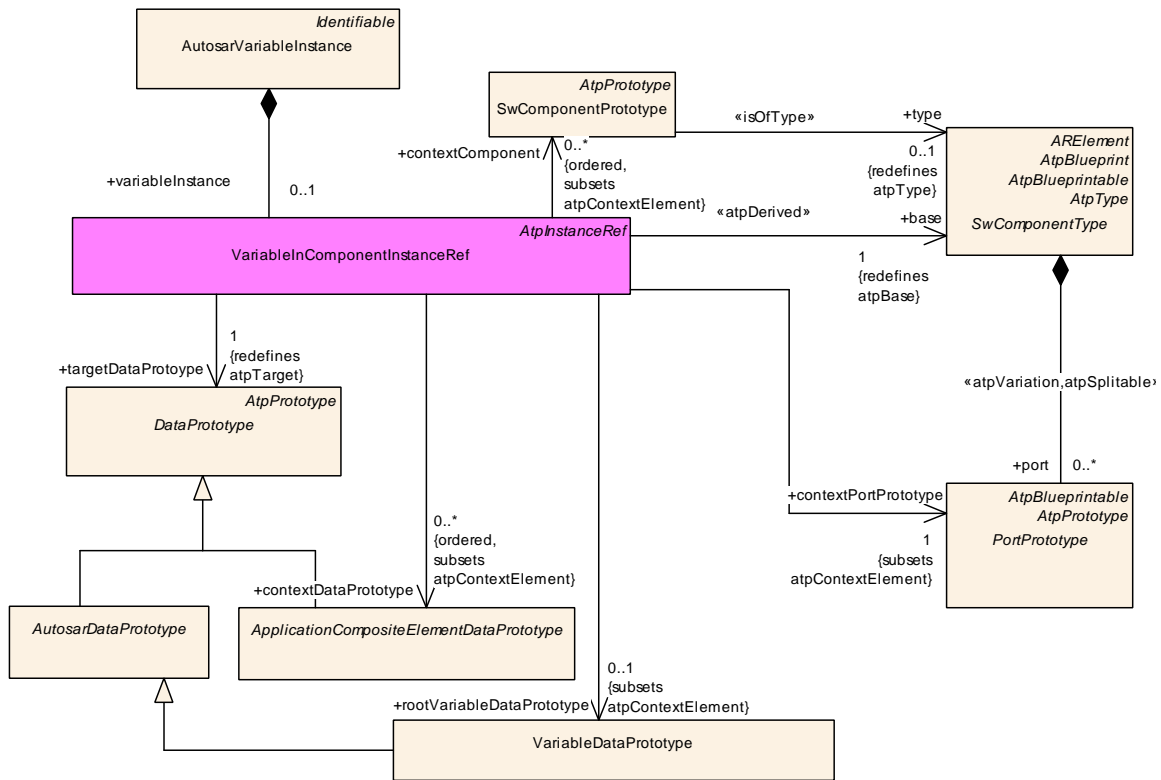 Identifiable
AutosarVariableInstance
AtpPrototype
SwComponentPrototype
«isOfType»
+type
0..1
{redefines
atpType}
ARElement
AtpBlueprint
AtpBlueprintable
AtpType
SwComponentType
+contextComponent
0..*
{ordered,
subsets
atpContextElement}
+variableInstance
0..1
«atpDerived»
+base
1
{redefines
atpBase}
AtpInstanceRef
VariableInComponentInstanceRef
+targetDataProtoype
1
{redefines
atpTarget}
AtpPrototype
DataPrototype
«atpVariation,atpSplitable»
+port
0..*
+contextPortPrototype
1
{subsets
atpContextElement}
AtpBlueprintable
AtpPrototype
PortPrototype
0..*
{ordered,
subsets
atpContextElement}
+contextDataPrototype
AutosarDataPrototype
ApplicationCompositeElementDataPrototype
0..1
{subsets
atpContextElement}
+rootVariableDataPrototype
VariableDataPrototype